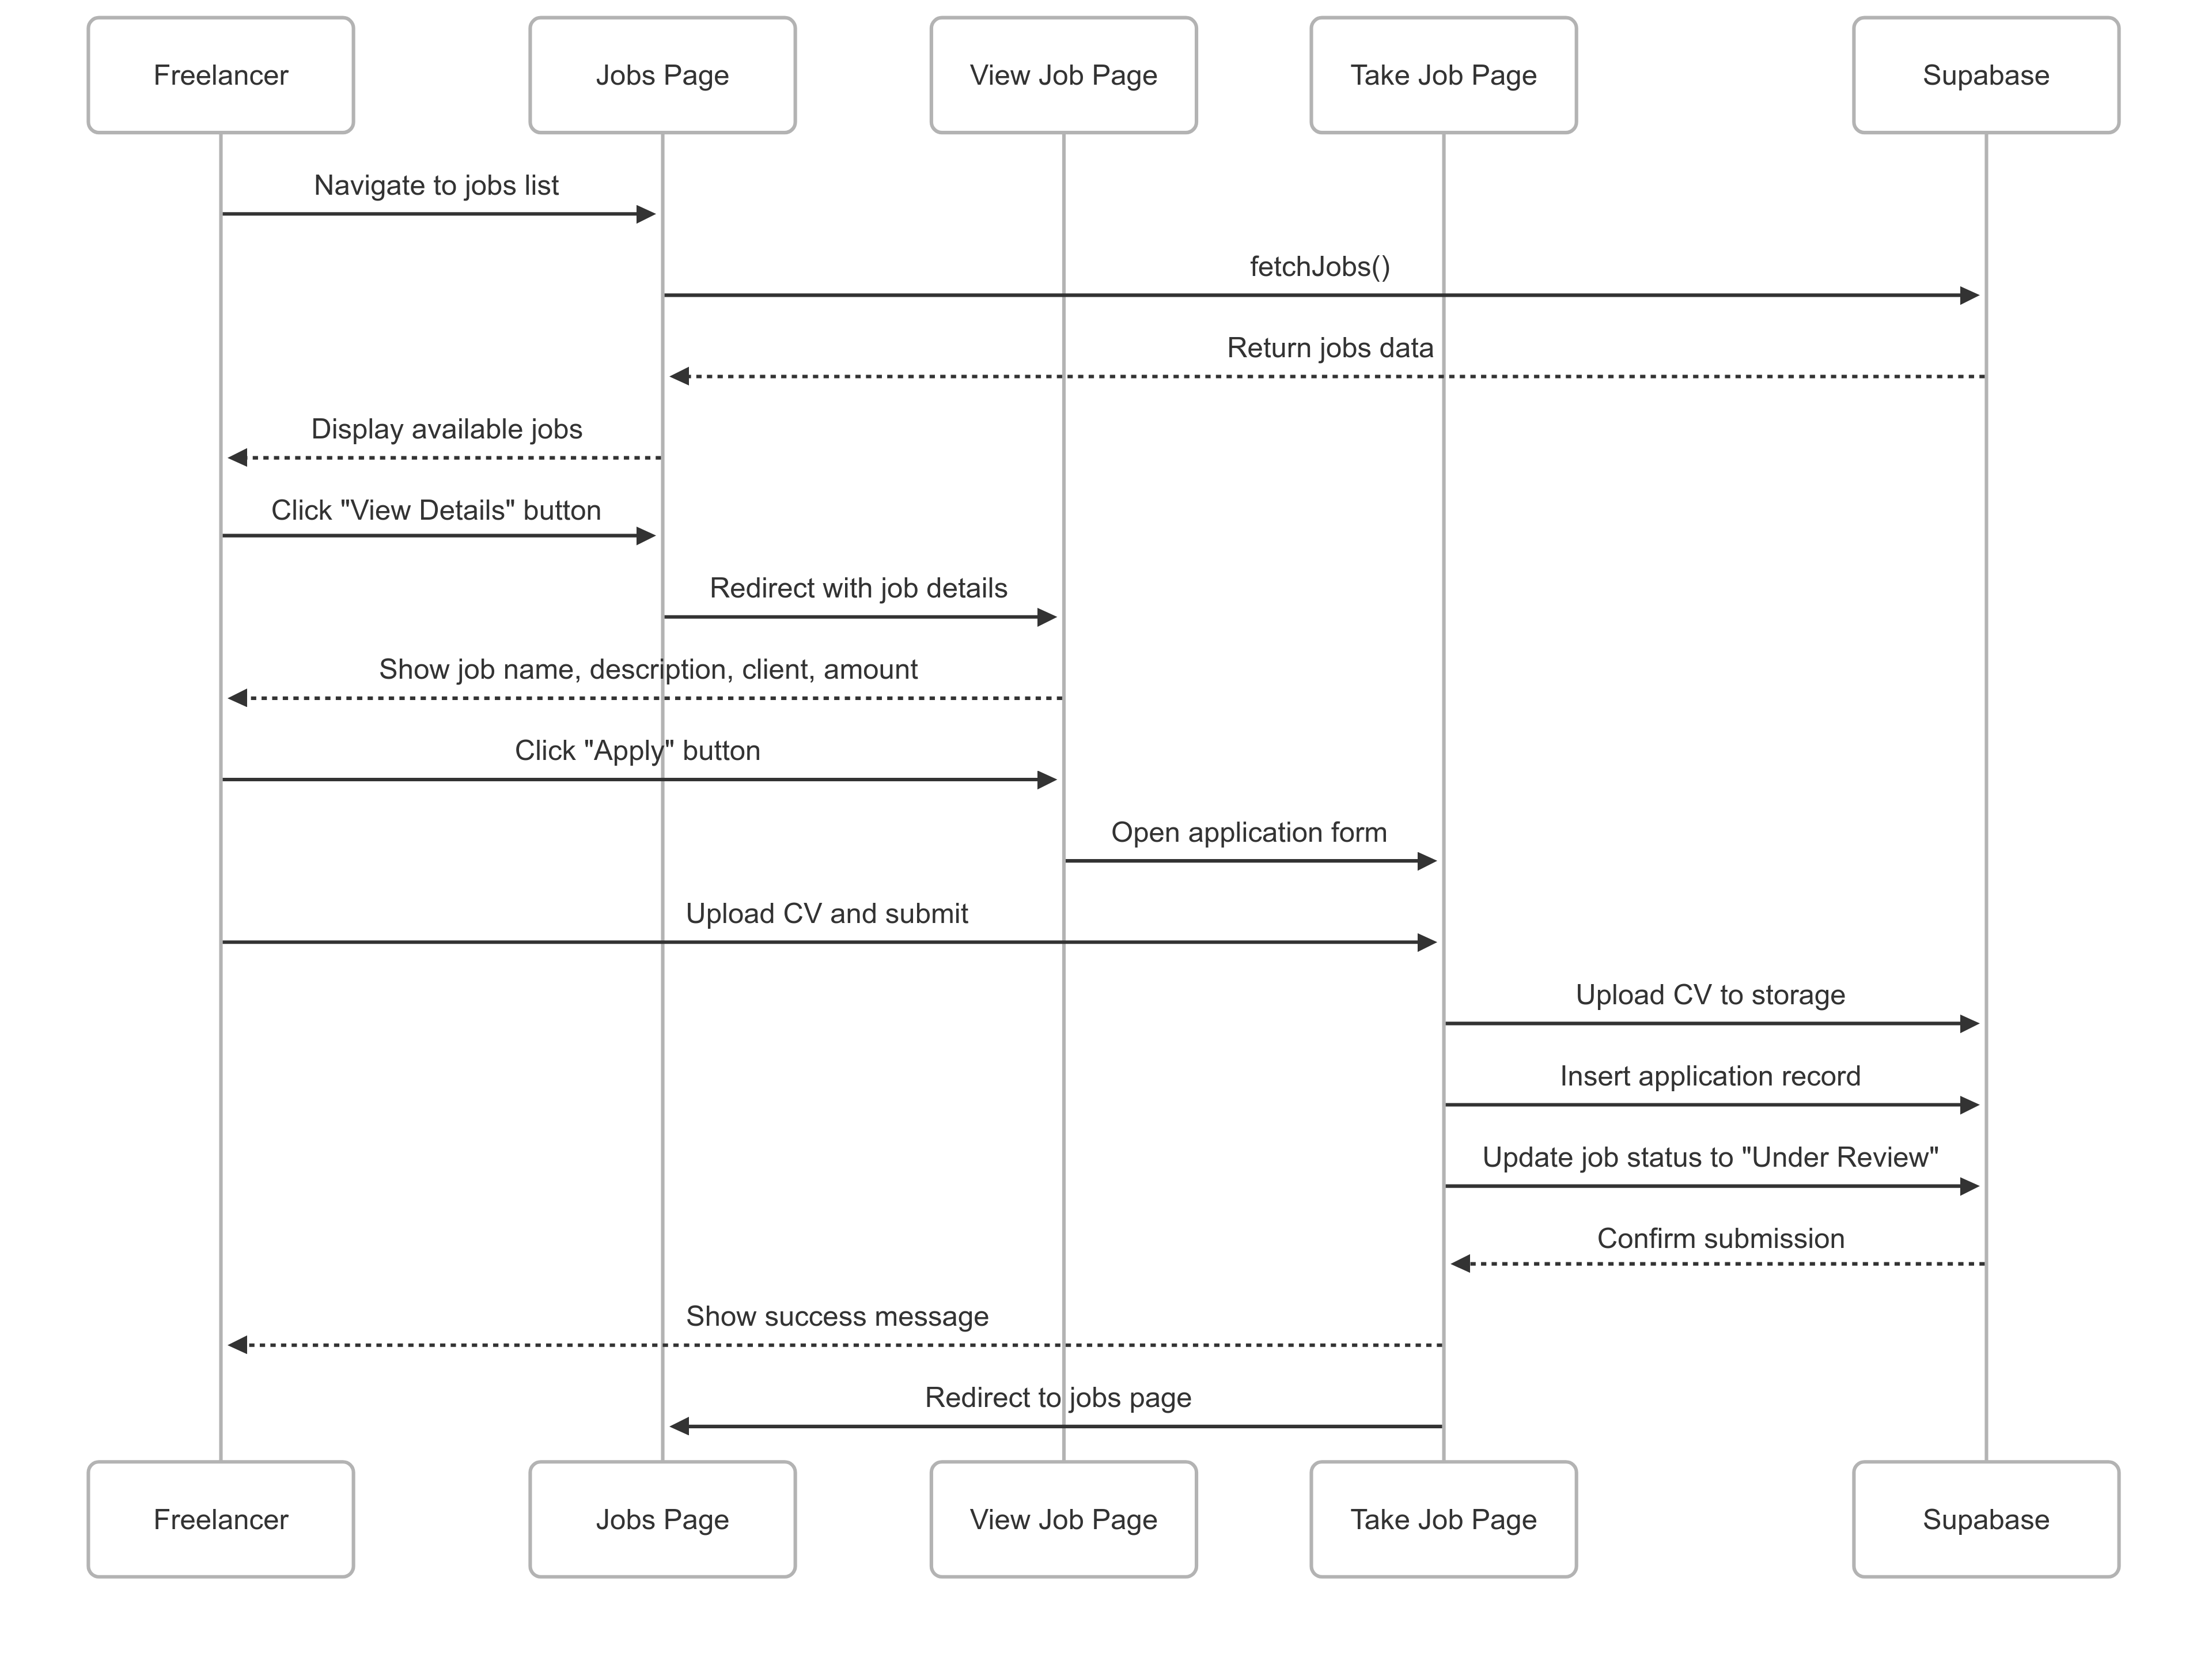 Freelancer
Jobs Page
View Job Page
Take Job Page
Supabase
Navigate to jobs list
fetchJobs()
Return jobs data
Display available jobs
Click "View Details" button
Redirect with job details
Show job name, description, client, amount
Click "Apply" button
Open application form
Upload CV and submit
Upload CV to storage
Insert application record
Update job status to "Under Review"
Confirm submission
Show success message
Redirect to jobs page
Freelancer
Jobs Page
View Job Page
Take Job Page
Supabase